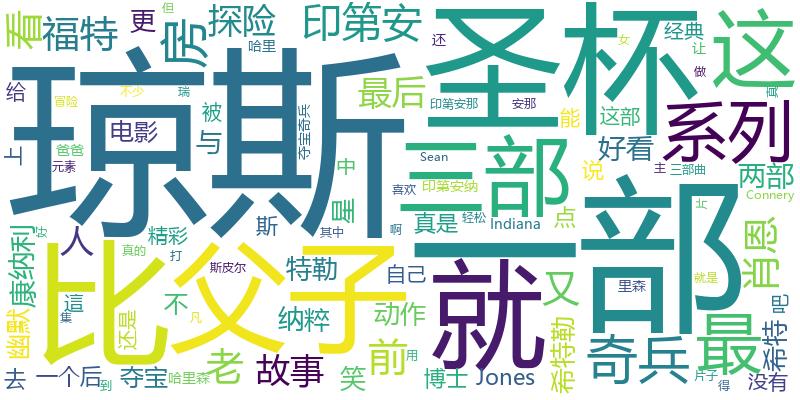 琼斯
圣杯
这
部
比
父子
就
三部
系列
奇兵
最
看
福特
更
房
探险
印第安
最后
给
上
电影
被
与
爸爸
元素
冒险
不少
瑞
哈里
但
还
印第安那
安那
能
经典
让
做
女
真
这部
好看
说
两部
主
三部曲
片
Connery
夺宝奇兵
中
星
Sean
喜欢
印第安纳
真是
轻松
Indiana
点
啊
其中
斯
人
精彩
真的
打
康纳利
這
不
特勒
斯皮尔
自己
又
里森
肖恩
就是
吧
希特
幽默
还是
集
凡
纳粹
动作
希特勒
去
一个
后
到
夺宝
哈里森
老
故事
笑
前
用
博士
Jones
片子
得
没有